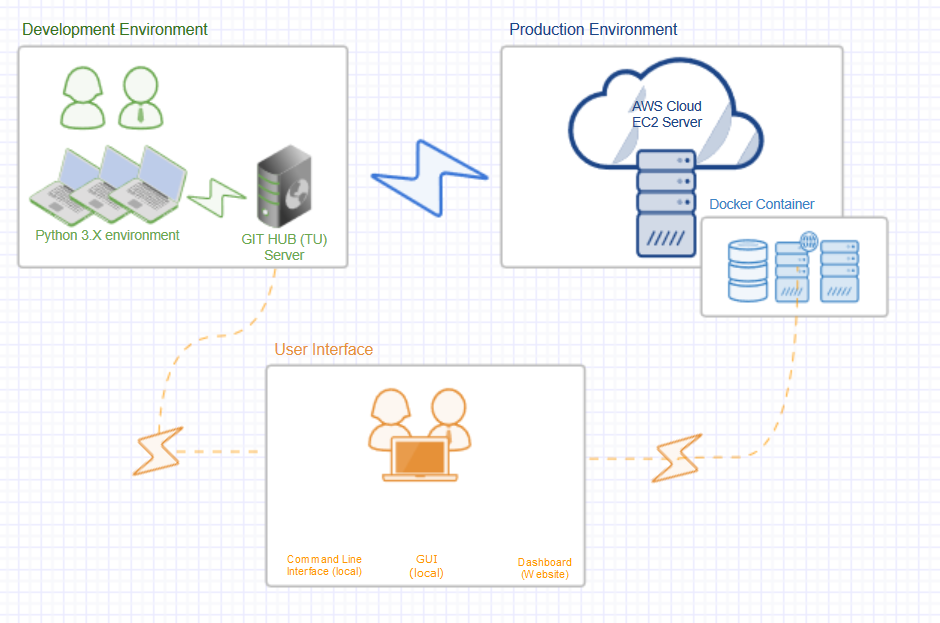 Development Environment
Production Environment
AWS Cloud
EC2 Server
Docker Container
Python 3.X environment
GIT HUB (TU)
Server
User Interface
Command Line
Interface (local)
GUI
(local)
Dashboard
(Website)